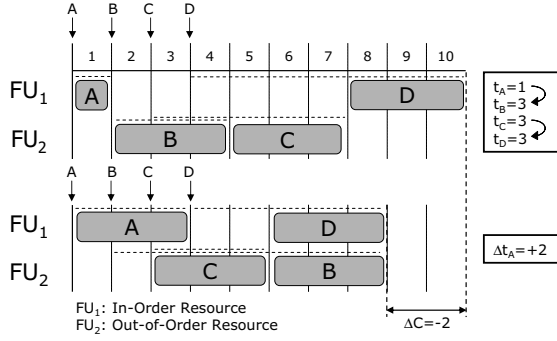 A B C D
1 2 3 4 5 6 7 8 9 10
FU1 A D
FU2 B C
tA=1
tB=3
tC=3
tD=3
A B C D
FU1 A D
FU2 C B
ΔtA=+2
ΔC=-2
FU1: In-Order Resource
FU2: Out-of-Order Resource